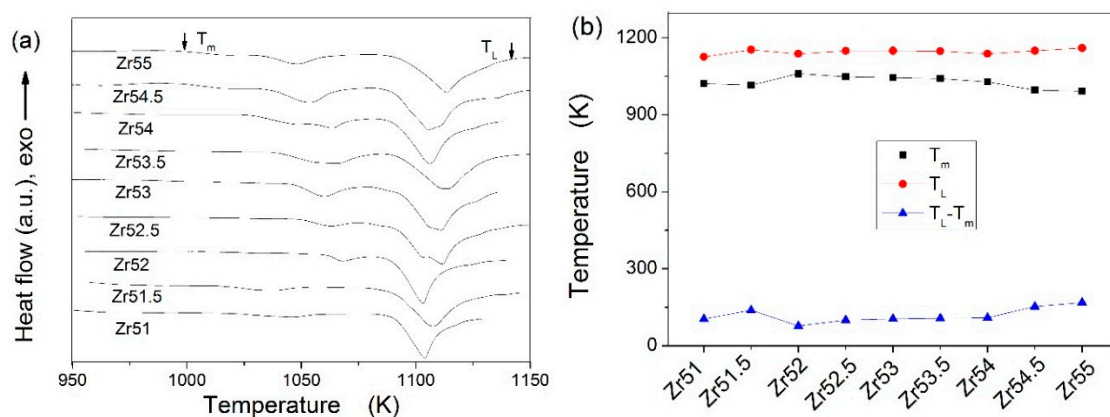 (a)
T_m
T_L
Zr55
Zr54.5
Zr54
Zr53.5
Zr53
Zr52.5
Zr52
Zr51.5
Zr51
Heat flow (a.u.), exo
950
1000
1050
1100
1150
Temperature (K)
(b)
1200
900
600
300
0
Temperature (K)
T_m
T_L
T_L-T_m
Zr51
Zr51.5
Zr52
Zr52.5
Zr53
Zr53.5
Zr54
Zr54.5
Zr55